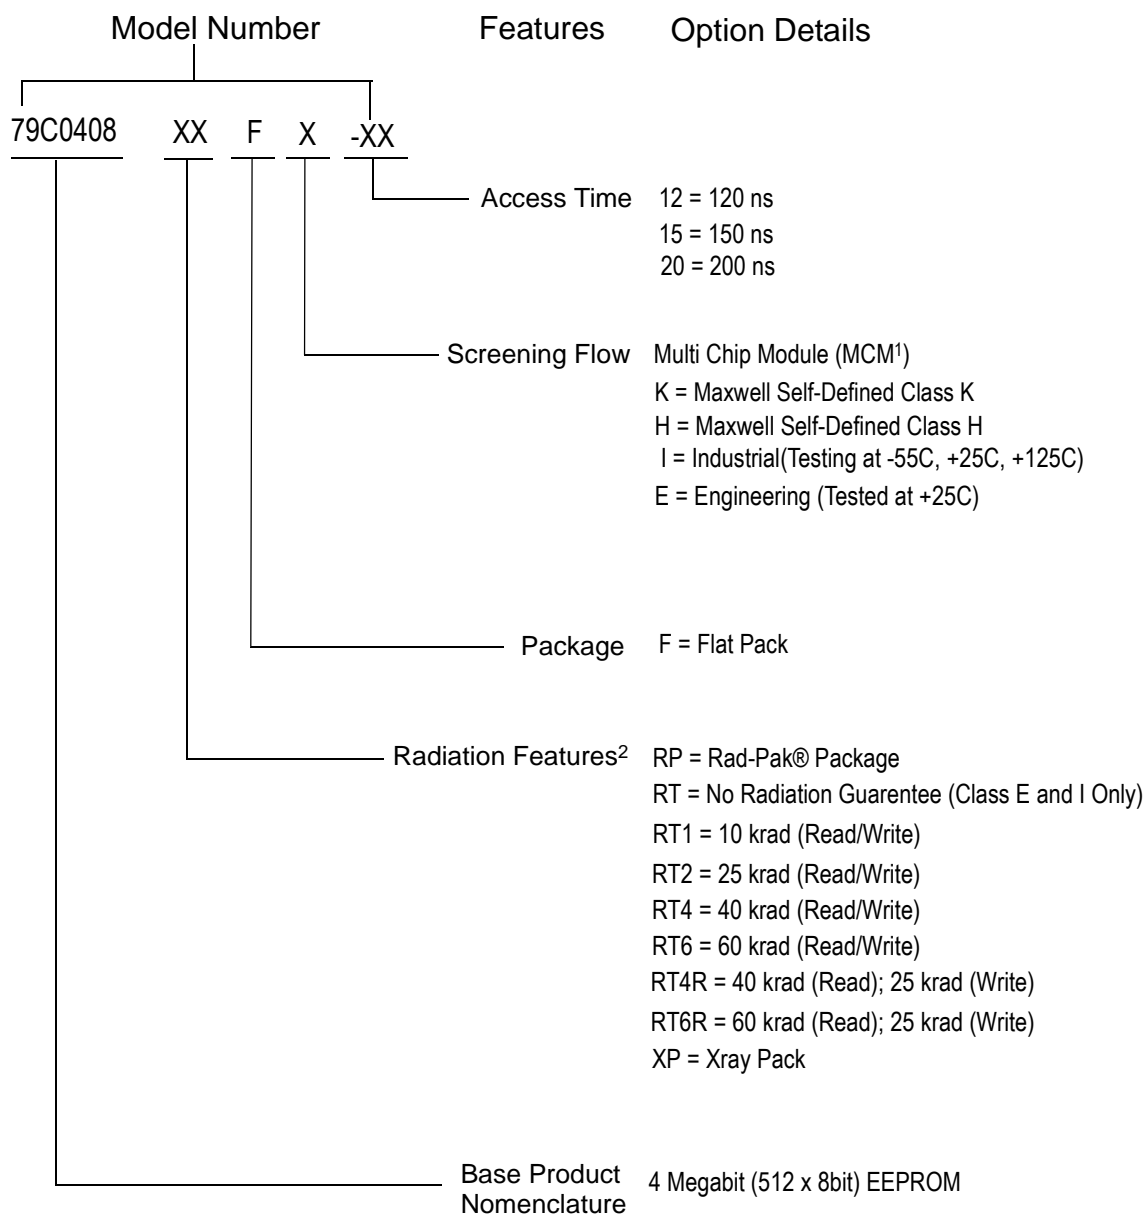 Model Number Features Option Details
79C0408 XX F X -XX
Access Time 12 = 120 ns
15 = 150 ns
20 = 200 ns
Screening Flow Multi Chip Module (MCM¹)
K = Maxwell Self-Defined Class K
H = Maxwell Self-Defined Class H
I = Industrial(Testing at -55C, +25C, +125C)
E = Engineering (Tested at +25C)
Package F = Flat Pack
Radiation Features² RP = Rad-Pak® Package
RT = No Radiation Guarentee (Class E and I Only)
RT1 = 10 krad (Read/Write)
RT2 = 25 krad (Read/Write)
RT4 = 40 krad (Read/Write)
RT6 = 60 krad (Read/Write)
RT4R = 40 krad (Read); 25 krad (Write)
RT6R = 60 krad (Read); 25 krad (Write)
XP = Xray Pack
Base Product
Nomenclature
4 Megabit (512 x 8bit) EEPROM